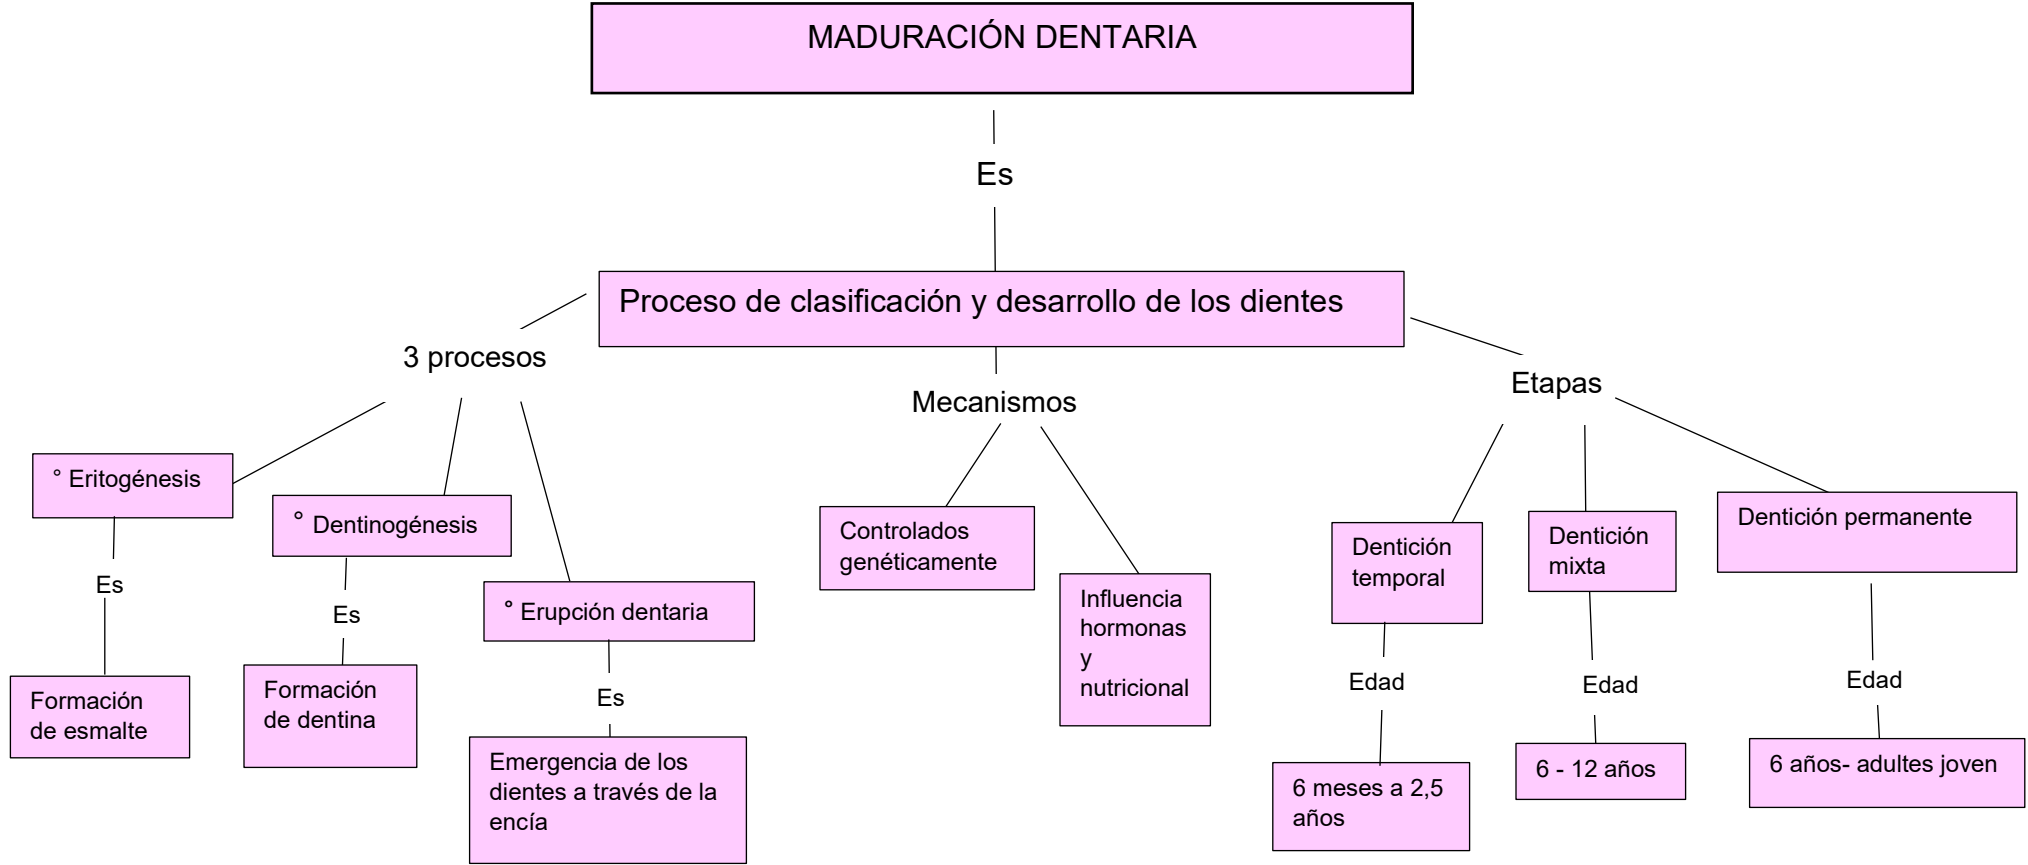 MADURACIÓN DENTARIA
Es
Proceso de clasificación y desarrollo de los dientes
3 procesos
Mecanismos
Etapas
° Eritogénesis
° Dentinogénesis
° Erupción dentaria
Es
Es
Es
Formación
de esmalte
Formación
de dentina
Emergencia de los
dientes a través de la
encía
Controlados
genéticamente
Influencia
hormonas
y
nutricional
Dentición
temporal
Dentición
mixta
Dentición permanente
Edad
Edad
Edad
6 meses a 2,5
años
6 - 12 años
6 años- adultes joven